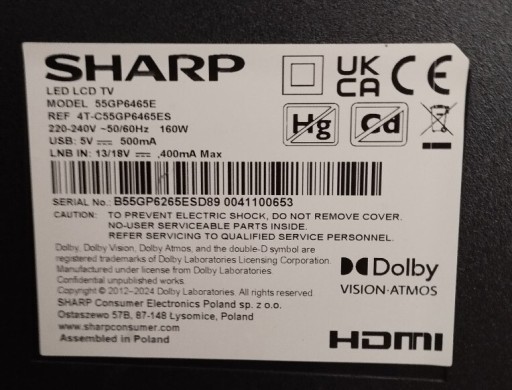 SHARP
LED LCD TV
MODEL 55GP6465E
REF 4T-C55GP6465ES
220-240V ~50/60Hz 160W
USB: 5V ⎓ 500mA
LNB IN: 13/18V ⎓ ,400mA Max
UK
CA
CE
Hg
Cd
SERIAL No.: B55GP6265ESD89 0041100653
CAUTION: TO PREVENT ELECTRIC SHOCK, DO NOT REMOVE COVER.
NO-USER SERVICEABLE PARTS INSIDE.
REFER SERVICING TO QUALIFIED SERVICE PERSONNEL.
Dolby, Dolby Vision, Dolby Atmos, and the double-D symbol are
registered trademarks of Dolby Laboratories Licensing Corporation.
Manufactured under license from Dolby Laboratories.
Confidential unpublished works.
Copyright © 2012–2024 Dolby Laboratories. All rights reserved.
SHARP Consumer Electronics Poland sp. z o.o.
Ostaszewo 57B, 87-148 Lysomice, Poland
www.sharpconsumer.com
Assembled in Poland
Dolby
VISION·ATMOS
HDMI